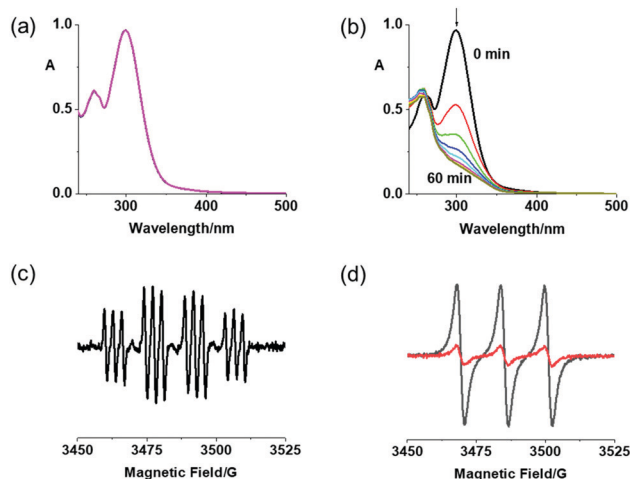 (a)
1.0
A
0.5
0.0
300
400
500
Wavelength/nm
(b)
1.0
A
0 min
0.5
60 min
0.0
300
400
500
Wavelength/nm
(c)
3450
3475
3500
3525
Magnetic Field/G
(d)
3450
3475
3500
3525
Magnetic Field/G